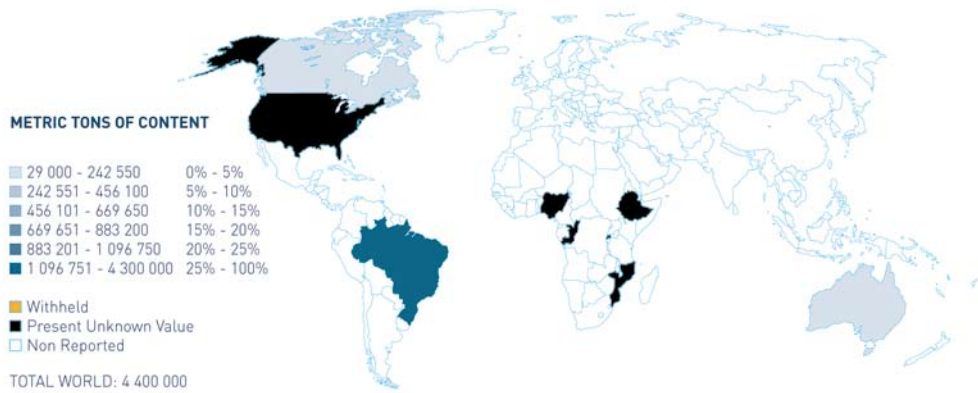 METRIC TONS OF CONTENT
29 000 - 242 550 0% - 5%
242 551 - 456 100 5% - 10%
456 101 - 669 650 10% - 15%
669 651 - 883 200 15% - 20%
883 201 - 1 096 750 20% - 25%
1 096 751 - 4 300 000 25% - 100%
Withheld
Present Unknown Value
Non Reported
TOTAL WORLD: 4 400 000